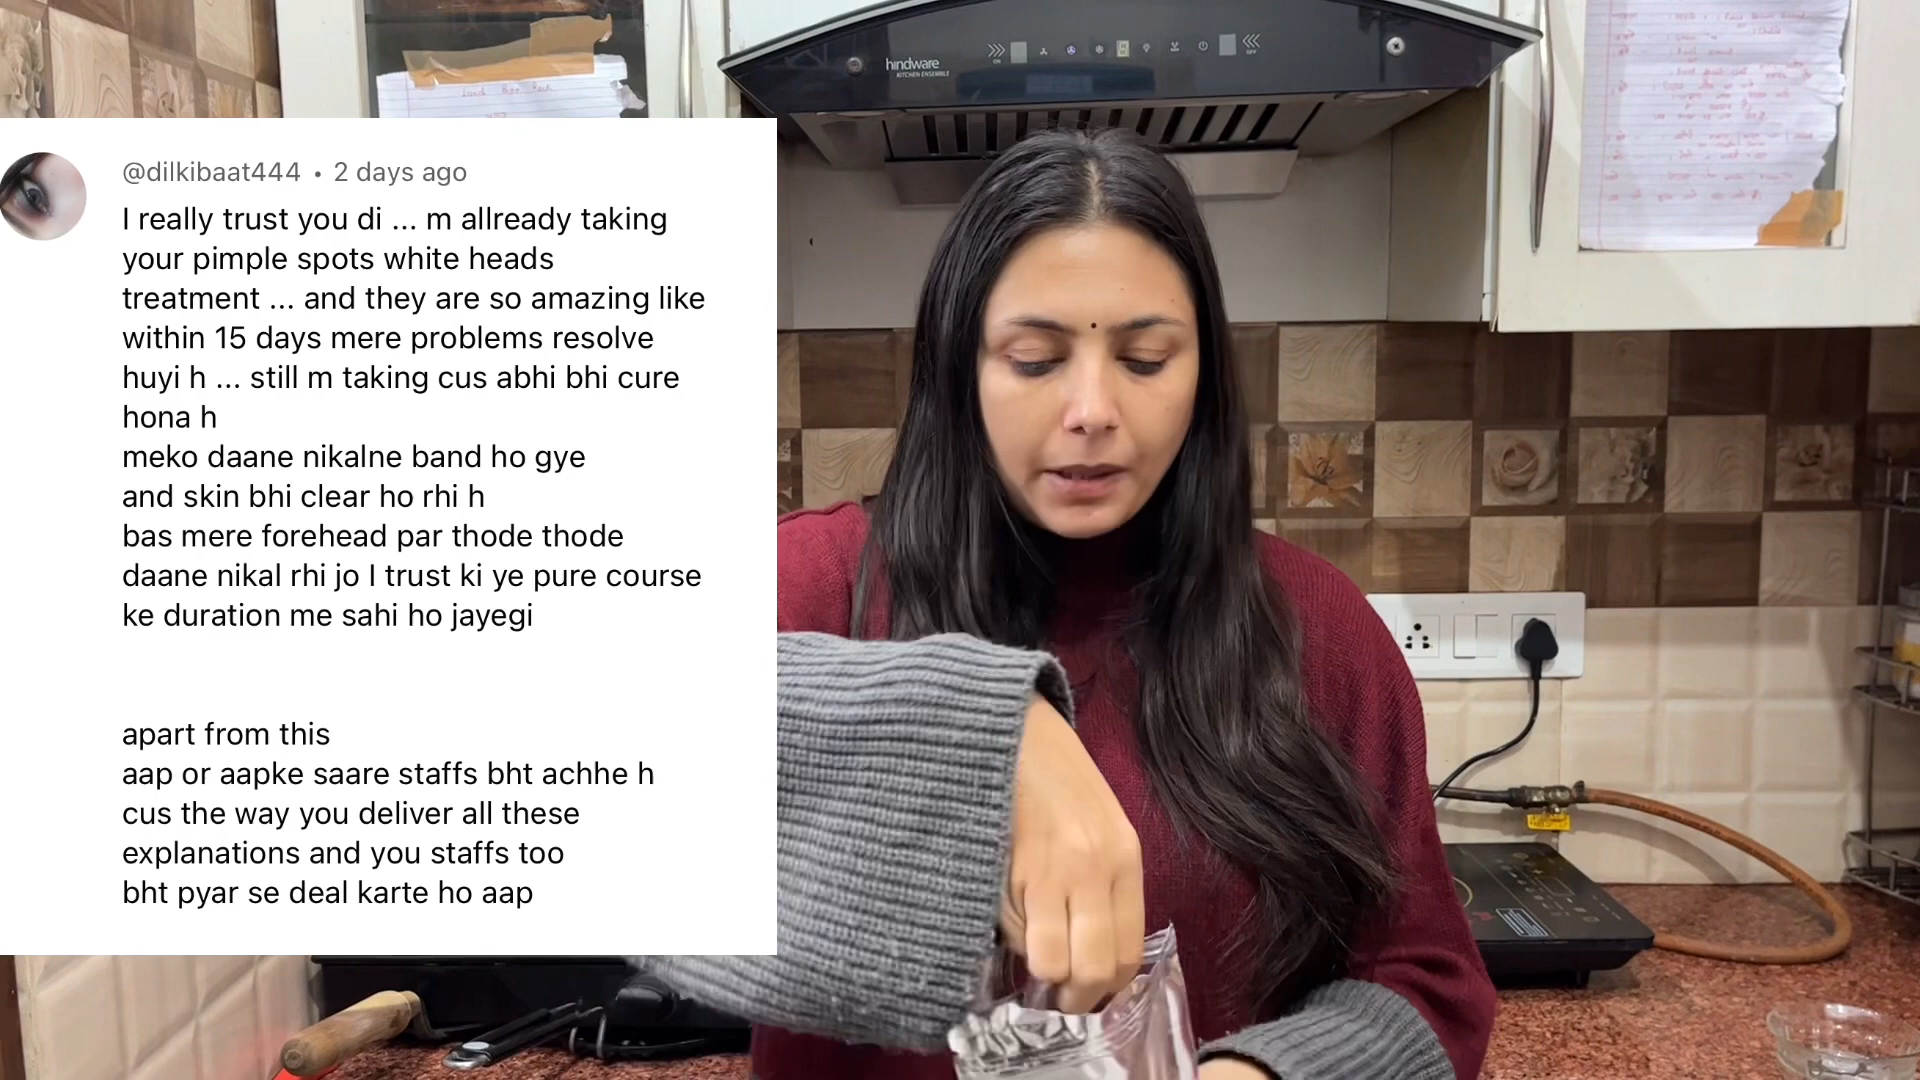 hindware
KITCHEN ENSEMBLE
ON
OFF
@dilkibaat444 • 2 days ago
I really trust you di ... m allready taking
your pimple spots white heads
treatment ... and they are so amazing like
within 15 days mere problems resolve
huyi h ... still m taking cus abhi bhi cure
hona h
meko daane nikalne band ho gye
and skin bhi clear ho rhi h
bas mere forehead par thode thode
daane nikal rhi jo I trust ki ye pure course
ke duration me sahi ho jayegi
apart from this
aap or aapke saare staffs bht achhe h
cus the way you deliver all these
explanations and you staffs too
bht pyar se deal karte ho aap